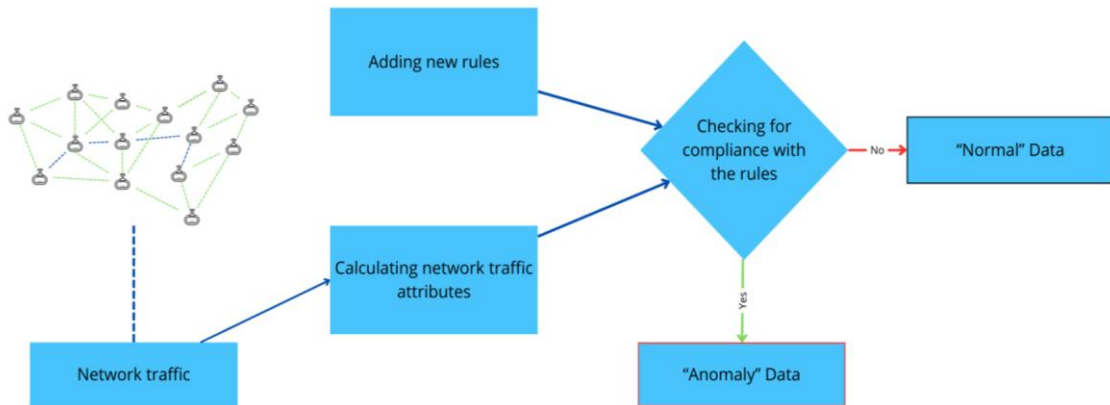 Adding new rules
Checking for
compliance with
the rules
No
“Normal” Data
Calculating network traffic
attributes
Yes
Network traffic
“Anomaly” Data